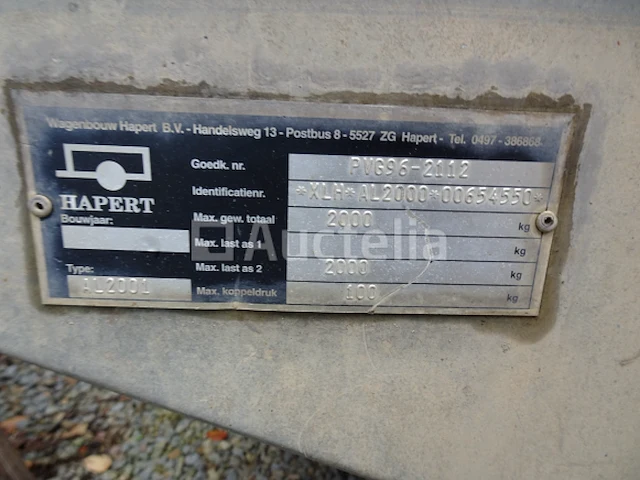 Wagenbouw Hapert B.V. - Handelsweg 13 - Postbus 8 - 5527 ZG Hapert - Tel. 0497 - 386868
HAPERT
Bouwjaar:
Type:
AL2001
Goedk. nr. PVG96-2112
Identificatienr. *XLH*AL2000*00654550*
Max. gew. totaal 2000 kg
Max. last as 1 kg
Max. last as 2 2000 kg
Max. koppeldruk 100 kg
Auctelia